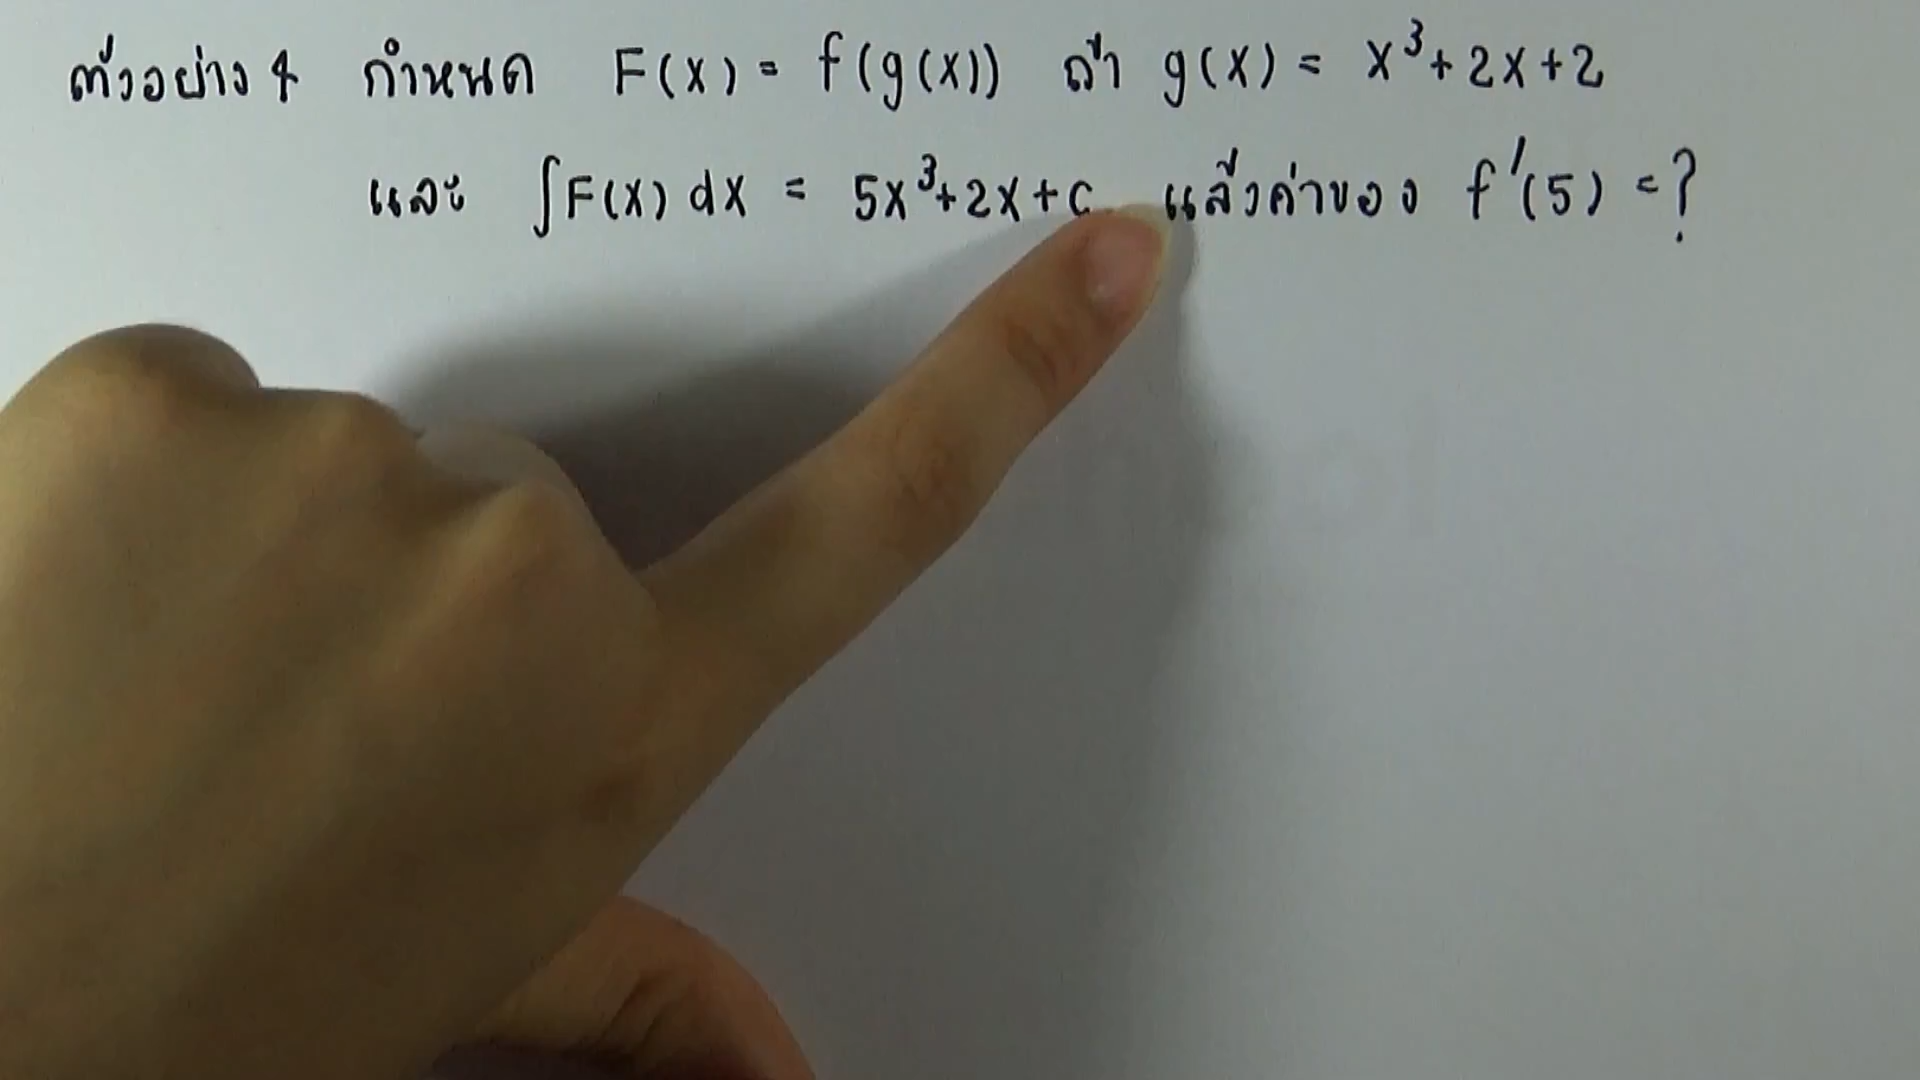 ตัวอย่าง 4 กำหนด F(x) = f(g(x)) ถ้า g(x) = x³+2x+2
และ ∫F(x) dx = 5x³+2x+c แล้วค่าของ f'(5) = ?